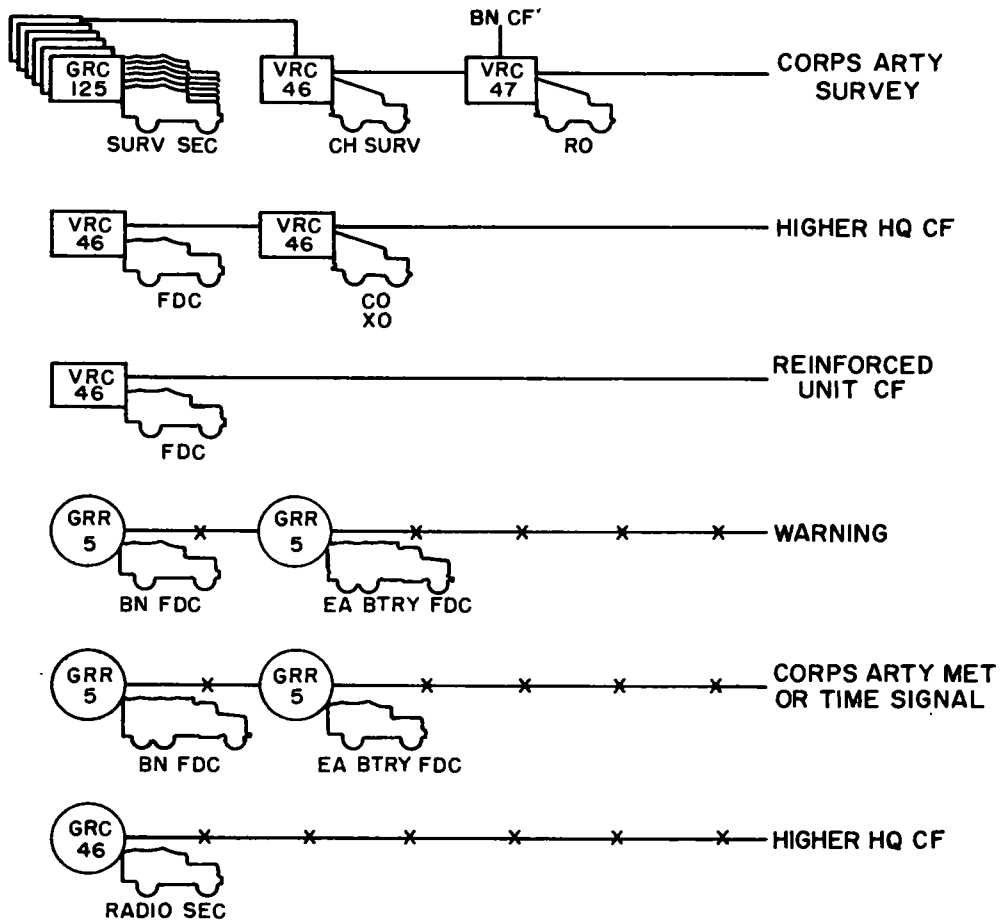 BN CF'
GRC
125
VRC
46
VRC
47
CORPS ARTY
SURVEY
SURV SEC
CH SURV
RO
VRC
46
VRC
46
HIGHER HQ CF
FDC
CO
XO
VRC
46
REINFORCED
UNIT CF
FDC
GRR
5
GRR
5
WARNING
BN FDC
EA BTRY FDC
GRR
5
GRR
5
CORPS ARTY MET
OR TIME SIGNAL
BN FDC
EA BTRY FDC
GRC
46
HIGHER HQ CF
RADIO SEC